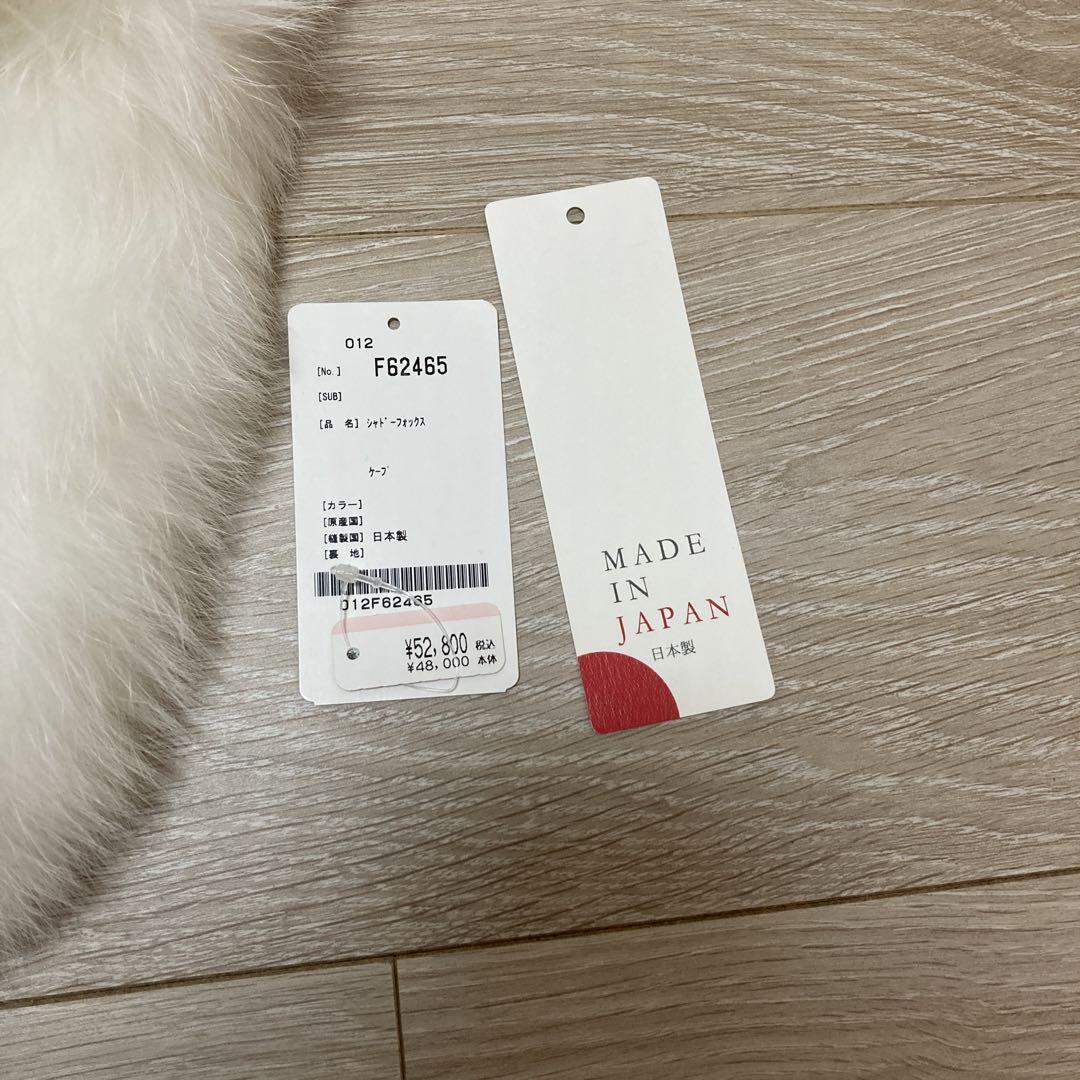 012
[No.] F62465
[SUB]
[品 名] ｼｬﾄﾞｰﾌｫｯｸｽ
ｹｰﾌﾟ
[カラー]
[原産国]
[縫製国] 日本製
[裏 地]
012F62465
¥52,800 税込
¥48,000 本体
MADE
IN
JAPAN
日本製